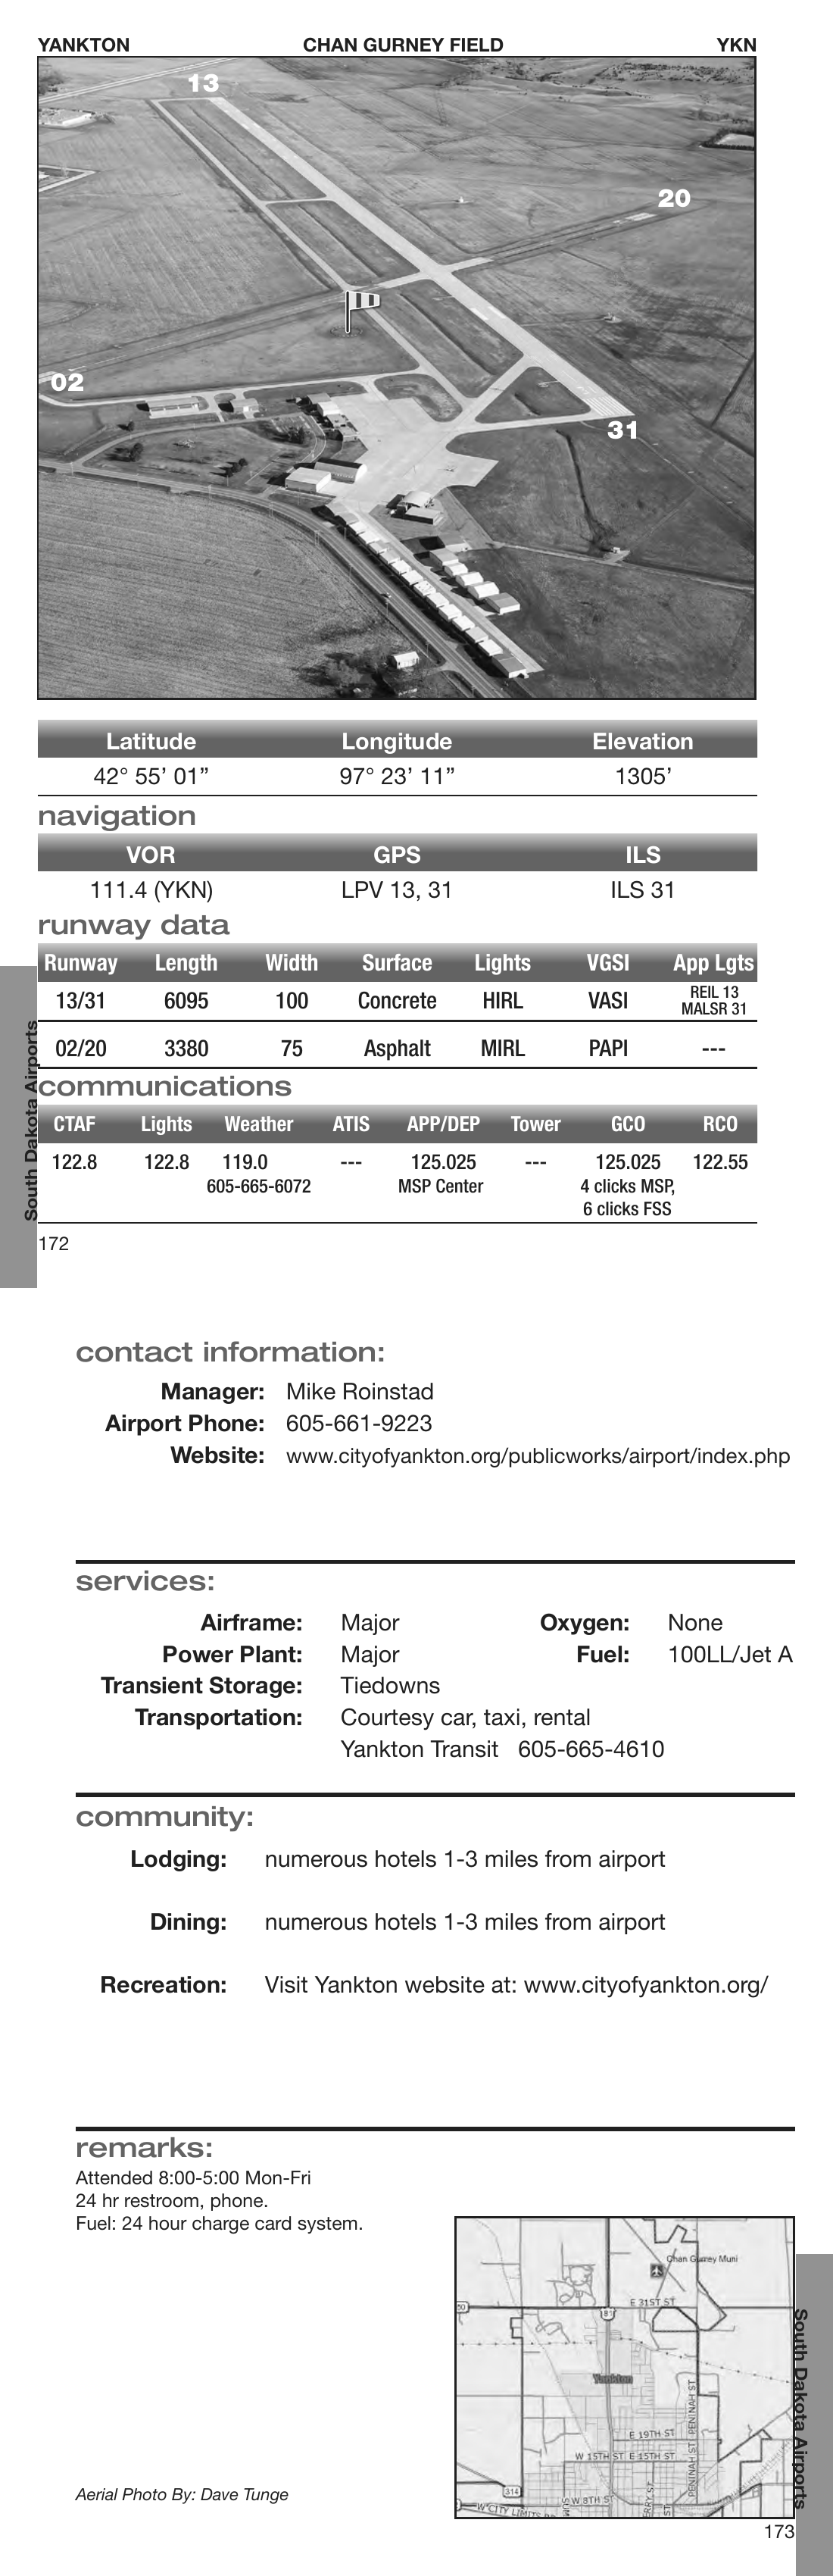 YANKTON CHAN GURNEY FIELD YKN
13
20
02
31
Latitude Longitude Elevation
42° 55’ 01” 97° 23’ 11” 1305’
navigation
VOR GPS ILS
111.4 (YKN) LPV 13, 31 ILS 31
runway data
Runway Length Width Surface Lights VGSI App Lgts
13/31 6095 100 Concrete HIRL VASI REIL 13
MALSR 31
02/20 3380 75 Asphalt MIRL PAPI ---
communications
CTAF Lights Weather ATIS APP/DEP Tower GCO RCO
122.8 122.8 119.0 --- 125.025 --- 125.025 122.55
605-665-6072 MSP Center 4 clicks MSP,
6 clicks FSS
South Dakota Airports
172
contact information:
Manager: Mike Roinstad
Airport Phone: 605-661-9223
Website: www.cityofyankton.org/publicworks/airport/index.php
services:
Airframe: Major Oxygen: None
Power Plant: Major Fuel: 100LL/Jet A
Transient Storage: Tiedowns
Transportation: Courtesy car, taxi, rental
Yankton Transit 605-665-4610
community:
Lodging: numerous hotels 1-3 miles from airport
Dining: numerous hotels 1-3 miles from airport
Recreation: Visit Yankton website at: www.cityofyankton.org/
remarks:
Attended 8:00-5:00 Mon-Fri
24 hr restroom, phone.
Fuel: 24 hour charge card system.
Chan Gurney Muni
E 31ST ST
50
81
Yankton
PENINAH ST
E 19TH ST
W 15TH ST E 15TH ST
PENINAH ST
314
W 8TH ST
W CITY LIMITS
South Dakota Airports
Aerial Photo By: Dave Tunge
173